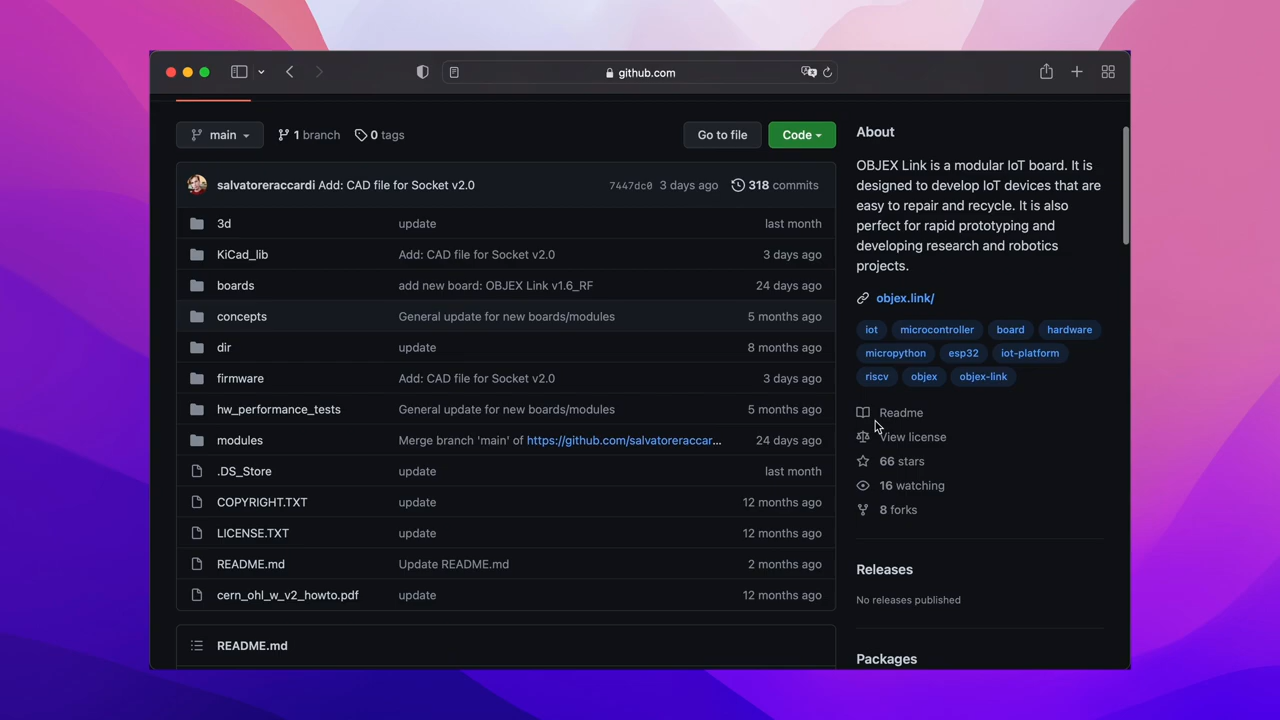 github.com
main
1 branch
0 tags
Go to file
Code
salvatoreraccardi Add: CAD file for Socket v2.0
7447dc0 3 days ago
318 commits
3d update last month
KiCad_lib Add: CAD file for Socket v2.0 3 days ago
boards add new board: OBJEX Link v1.6_RF 24 days ago
concepts General update for new boards/modules 5 months ago
dir update 8 months ago
firmware Add: CAD file for Socket v2.0 3 days ago
hw_performance_tests General update for new boards/modules 5 months ago
modules Merge branch 'main' of https://github.com/salvatoreraccar... 24 days ago
.DS_Store update last month
COPYRIGHT.TXT update 12 months ago
LICENSE.TXT update 12 months ago
README.md Update README.md 2 months ago
cern_ohl_w_v2_howto.pdf update 12 months ago
README.md
About
OBJEX Link is a modular IoT board. It is
designed to develop IoT devices that are
easy to repair and recycle. It is also
perfect for rapid prototyping and
developing research and robotics
projects.
objex.link/
iot microcontroller board hardware
micropython esp32 iot-platform
riscv objex objex-link
Readme
View license
66 stars
16 watching
8 forks
Releases
No releases published
Packages